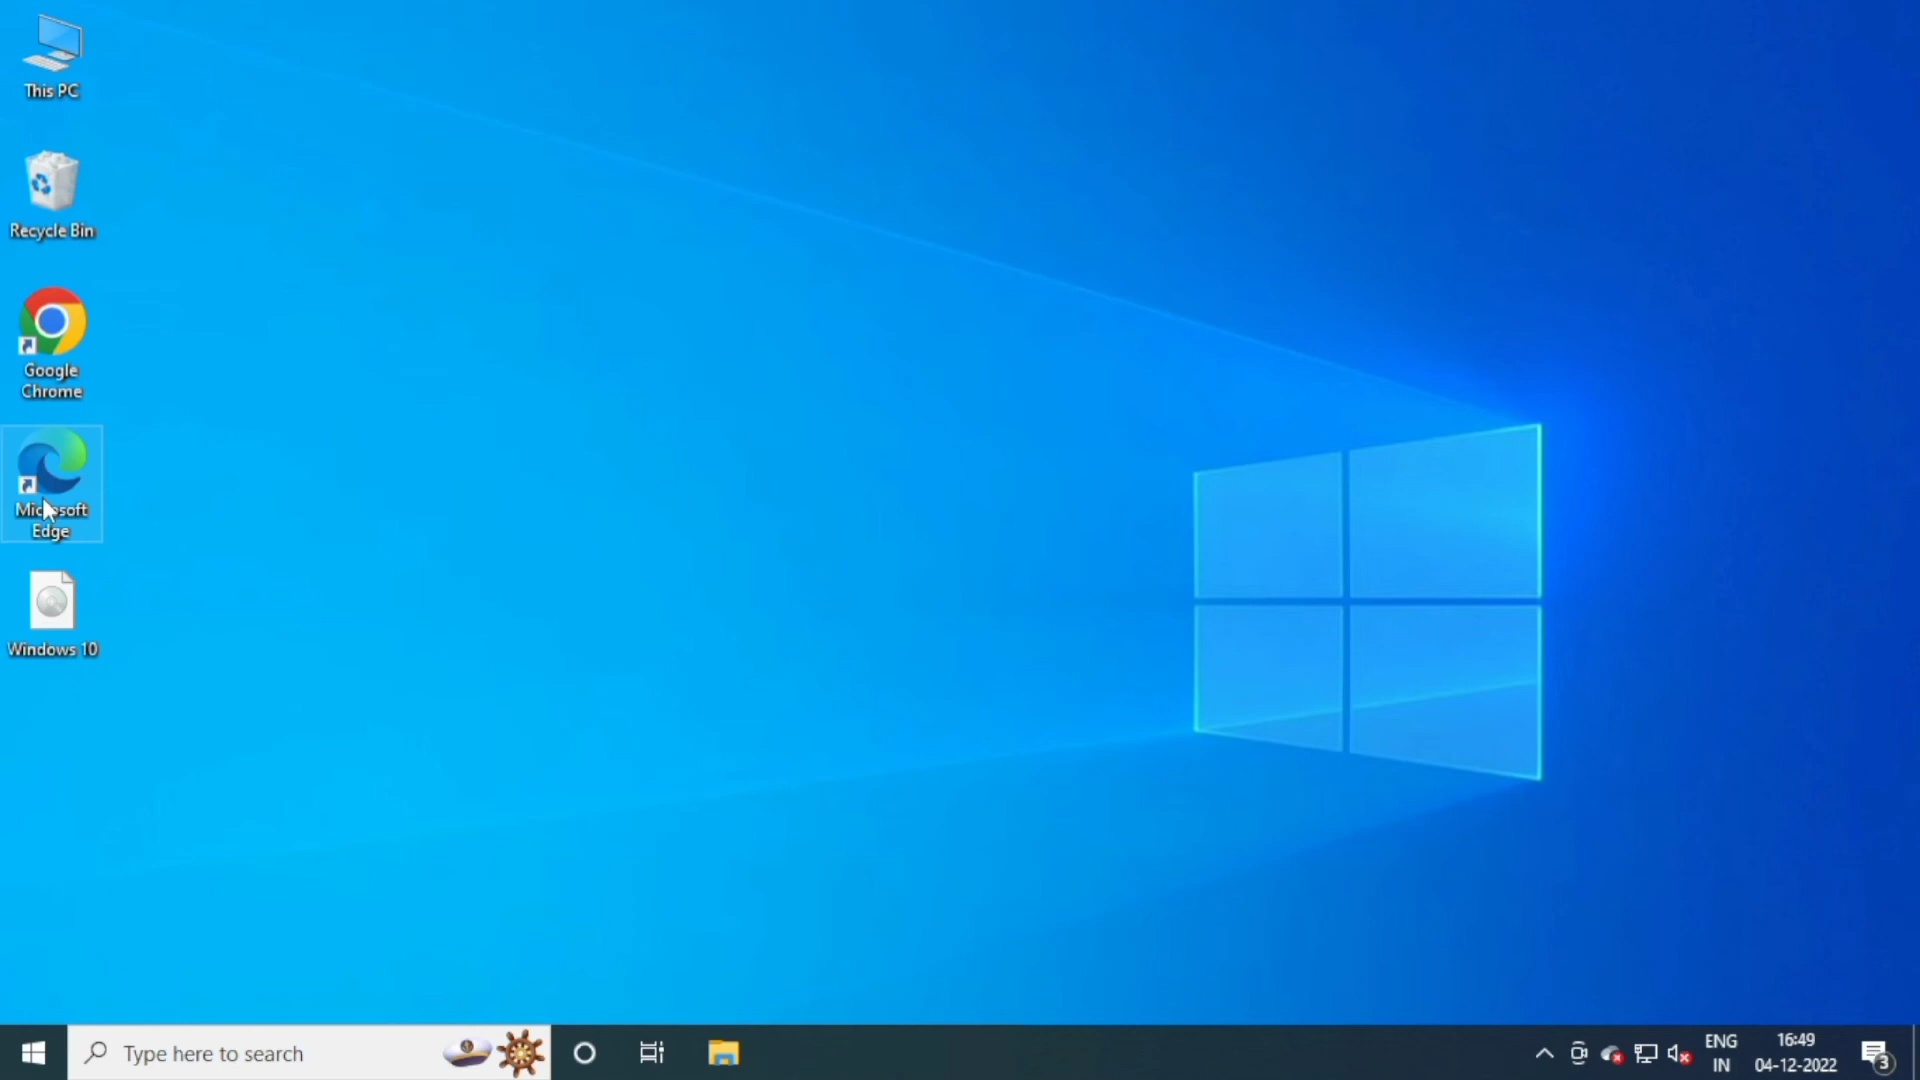 This PC
Recycle Bin
Google
Chrome
Microsoft
Edge
Windows 10
Type here to search
ENG
IN
16:49
04-12-2022
3